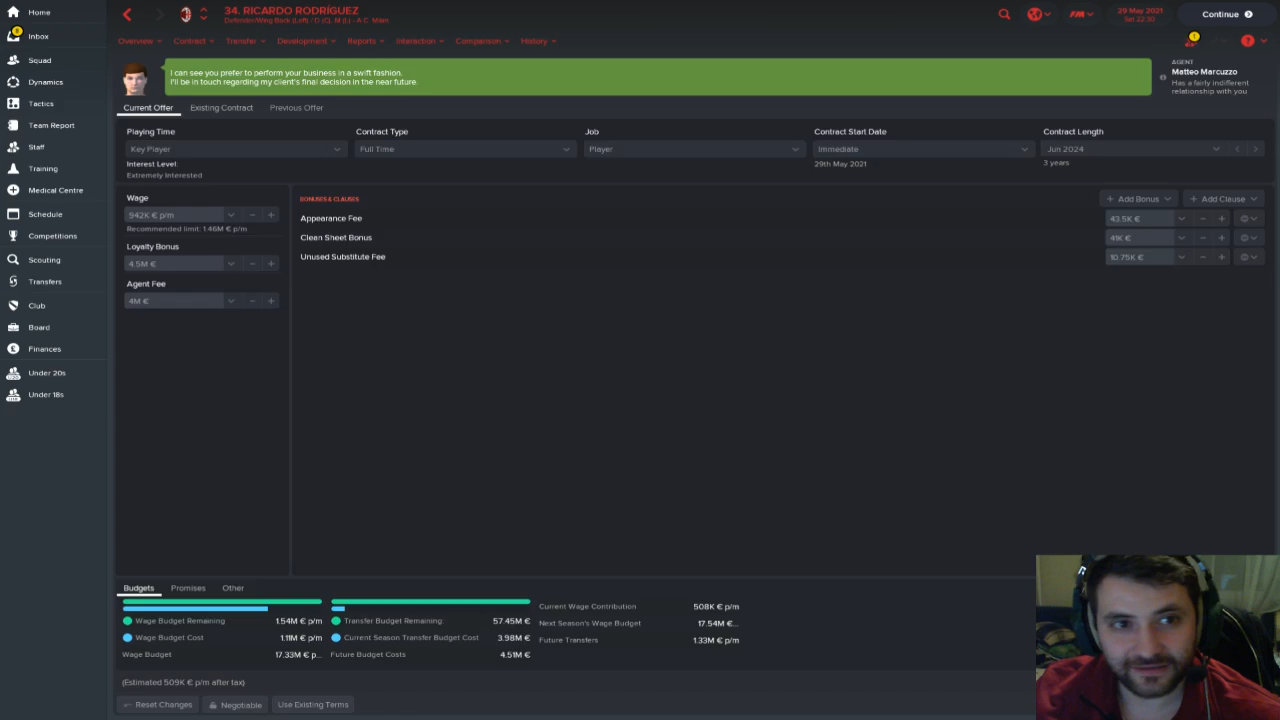 Home
34. RICARDO RODRÍGUEZ
Defender/Wing Back (Left) / D (C), M (L) - A.C. Milan
29 May 2021
Sat 22:30
Continue
Inbox
Squad
Dynamics
Tactics
Team Report
Staff
Training
Medical Centre
Schedule
Competitions
Scouting
Transfers
Club
Board
Finances
Under 20s
Under 18s
Overview
Contract
Transfer
Development
Reports
Interaction
Comparison
History
FM
1
?
I can see you prefer to perform your business in a swift fashion.
I'll be in touch regarding my client's final decision in the near future.
AGENT
Matteo Marcuzzo
Has a fairly indifferent
relationship with you
Current Offer
Existing Contract
Previous Offer
Playing Time
Key Player
Interest Level:
Extremely Interested
Contract Type
Full Time
Job
Player
Contract Start Date
Immediate
29th May 2021
Contract Length
Jun 2024
3 years
Wage
942K € p/m
Recommended limit: 1.46M € p/m
Loyalty Bonus
4.5M €
Agent Fee
4M €
BONUSES & CLAUSES
Add Bonus
Add Clause
Appearance Fee
43.5K €
Clean Sheet Bonus
41K €
Unused Substitute Fee
10.75K €
Budgets
Promises
Other
Wage Budget Remaining
1.54M € p/m
Wage Budget Cost
1.11M € p/m
Wage Budget
17.33M € p...
Transfer Budget Remaining:
57.45M €
Current Season Transfer Budget Cost
3.98M €
Future Budget Costs
4.51M €
Current Wage Contribution
508K € p/m
Next Season's Wage Budget
17.54M €...
Future Transfers
1.33M € p/m
(Estimated 509K € p/m after tax)
Reset Changes
Negotiable
Use Existing Terms